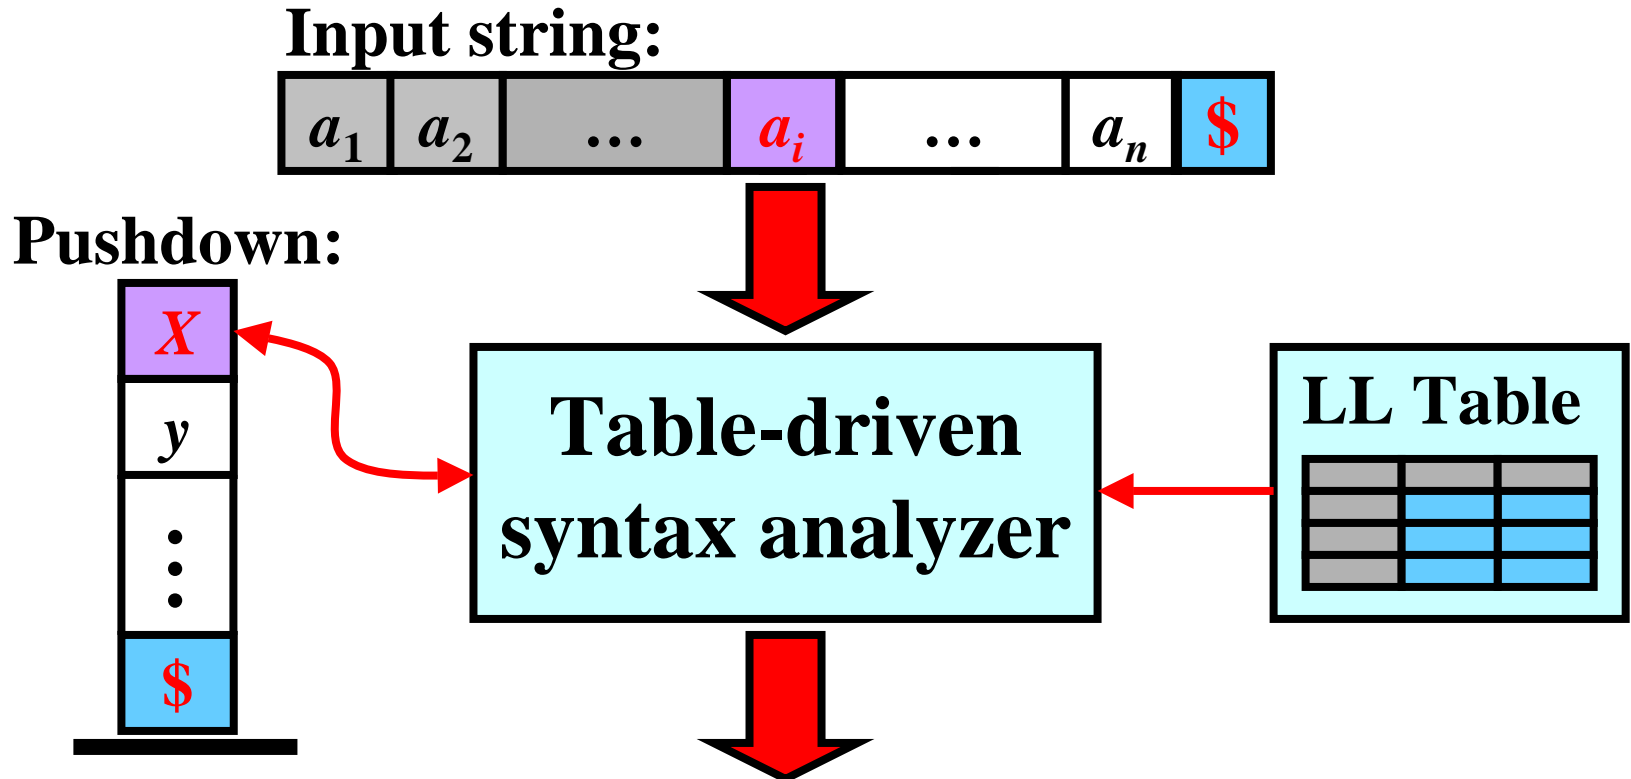 Input string:
a1 a2 … ai … an $
Pushdown:
X
y
⋮
$
Table-driven
syntax analyzer
LL Table